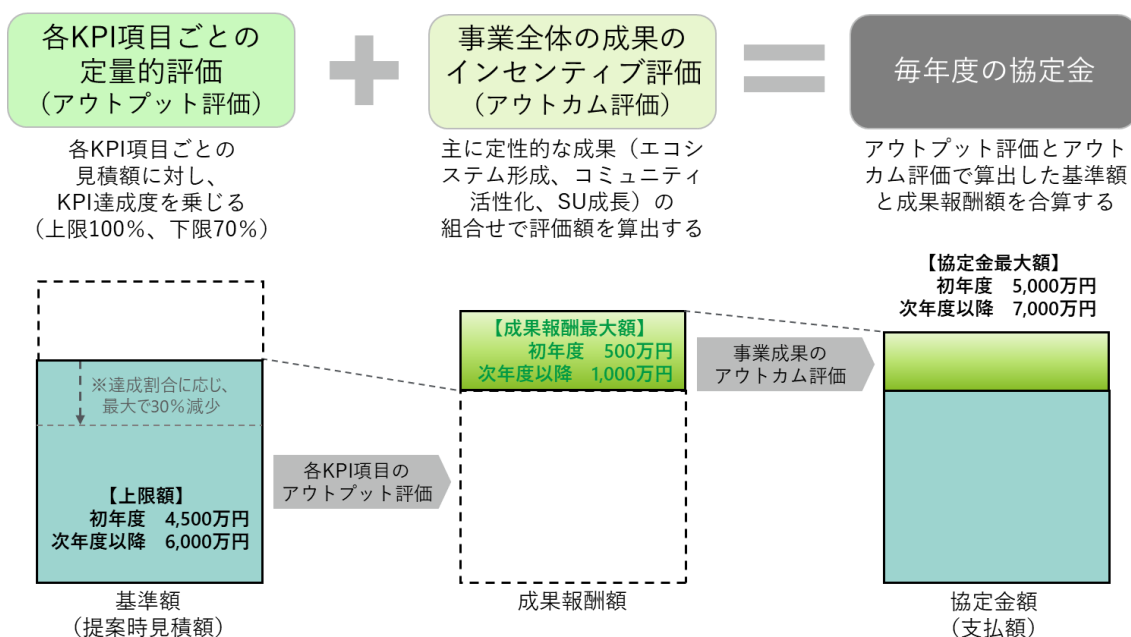 各KPI項目ごとの
定量的評価
（アウトプット評価）
事業全体の成果の
インセンティブ評価
（アウトカム評価）
毎年度の協定金
各KPI項目ごとの
見積額に対し、
KPI達成度を乗じる
（上限100％、下限70％）
主に定性的な成果（エコシ
ステム形成、コミュニティ
活性化、SU成長）の
組合せで評価額を算出する
アウトプット評価とアウト
カム評価で算出した基準額
と成果報酬額を合算する
※達成割合に応じ、
最大で30％減少
【上限額】
初年度　4,500万円
次年度以降　6,000万円
基準額
（提案時見積額）
各KPI項目の
アウトプット評価
【成果報酬最大額】
初年度　500万円
次年度以降　1,000万円
成果報酬額
事業成果の
アウトカム評価
【協定金最大額】
初年度　5,000万円
次年度以降　7,000万円
協定金額
（支払額）